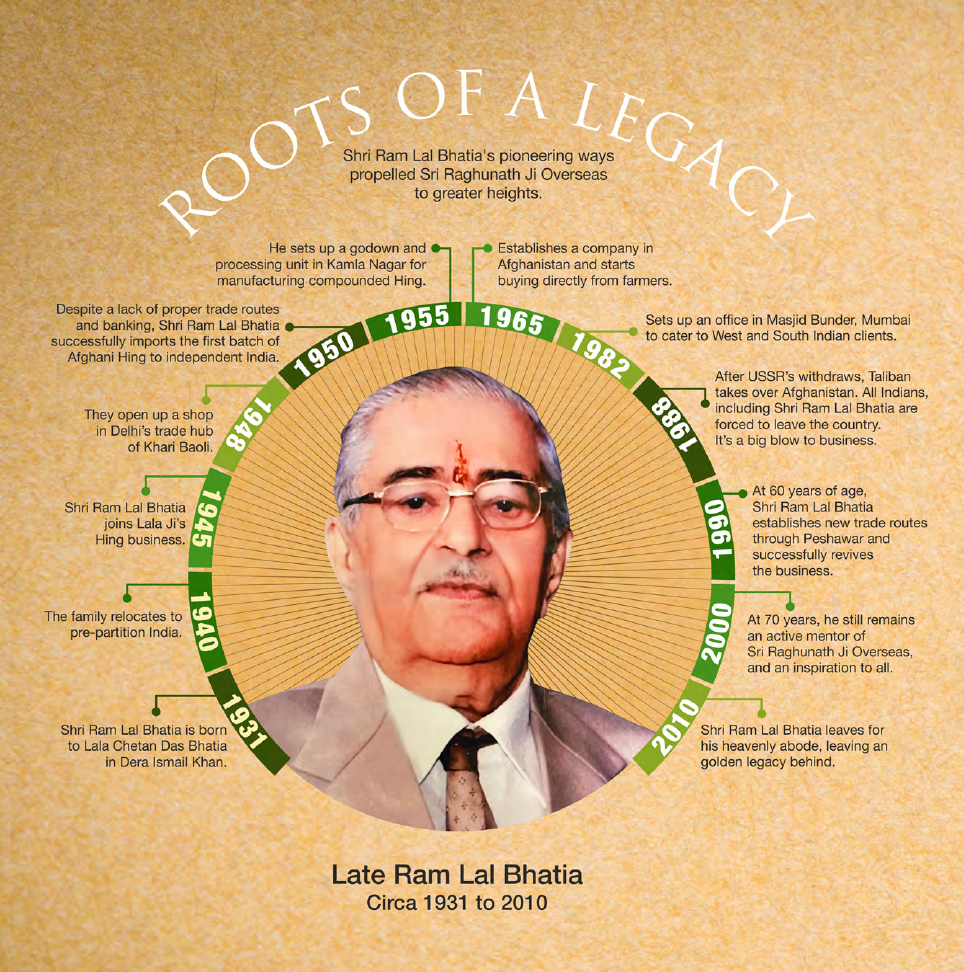 ROOTS OF A LEGACY
Shri Ram Lal Bhatia's pioneering ways
propelled Sri Raghunath Ji Overseas
to greater heights.
1931
Shri Ram Lal Bhatia is born
to Lala Chetan Das Bhatia
in Dera Ismail Khan.
1940
The family relocates to
pre-partition India.
1945
Shri Ram Lal Bhatia
joins Lala Ji's
Hing business.
1948
They open up a shop
in Delhi's trade hub
of Khari Baoli.
1950
Despite a lack of proper trade routes
and banking, Shri Ram Lal Bhatia
successfully imports the first batch of
Afghani Hing to independent India.
1955
He sets up a godown and
processing unit in Kamla Nagar for
manufacturing compounded Hing.
1965
Establishes a company in
Afghanistan and starts
buying directly from farmers.
1982
Sets up an office in Masjid Bunder, Mumbai
to cater to West and South Indian clients.
1988
After USSR's withdraws, Taliban
takes over Afghanistan. All Indians,
including Shri Ram Lal Bhatia are
forced to leave the country.
It's a big blow to business.
1990
At 60 years of age,
Shri Ram Lal Bhatia
establishes new trade routes
through Peshawar and
successfully revives
the business.
2000
At 70 years, he still remains
an active mentor of
Sri Raghunath Ji Overseas,
and an inspiration to all.
2010
Shri Ram Lal Bhatia leaves for
his heavenly abode, leaving an
golden legacy behind.
Late Ram Lal Bhatia
Circa 1931 to 2010